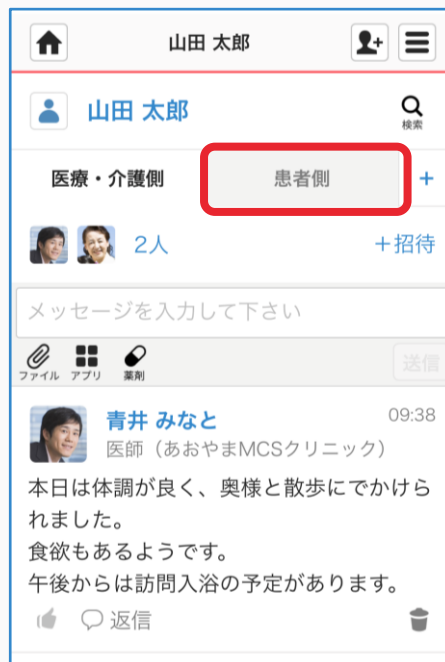 山田 太郎
山田 太郎
検索
医療・介護側
患者側
+
2人
＋招待
メッセージを入力して下さい
ファイル アプリ 薬剤
送信
青井 みなと
09:38
医師（あおやまMCSクリニック）
本日は体調が良く、奥様と散歩にでかけら
れました。
食欲もあるようです。
午後からは訪問入浴の予定があります。
返信